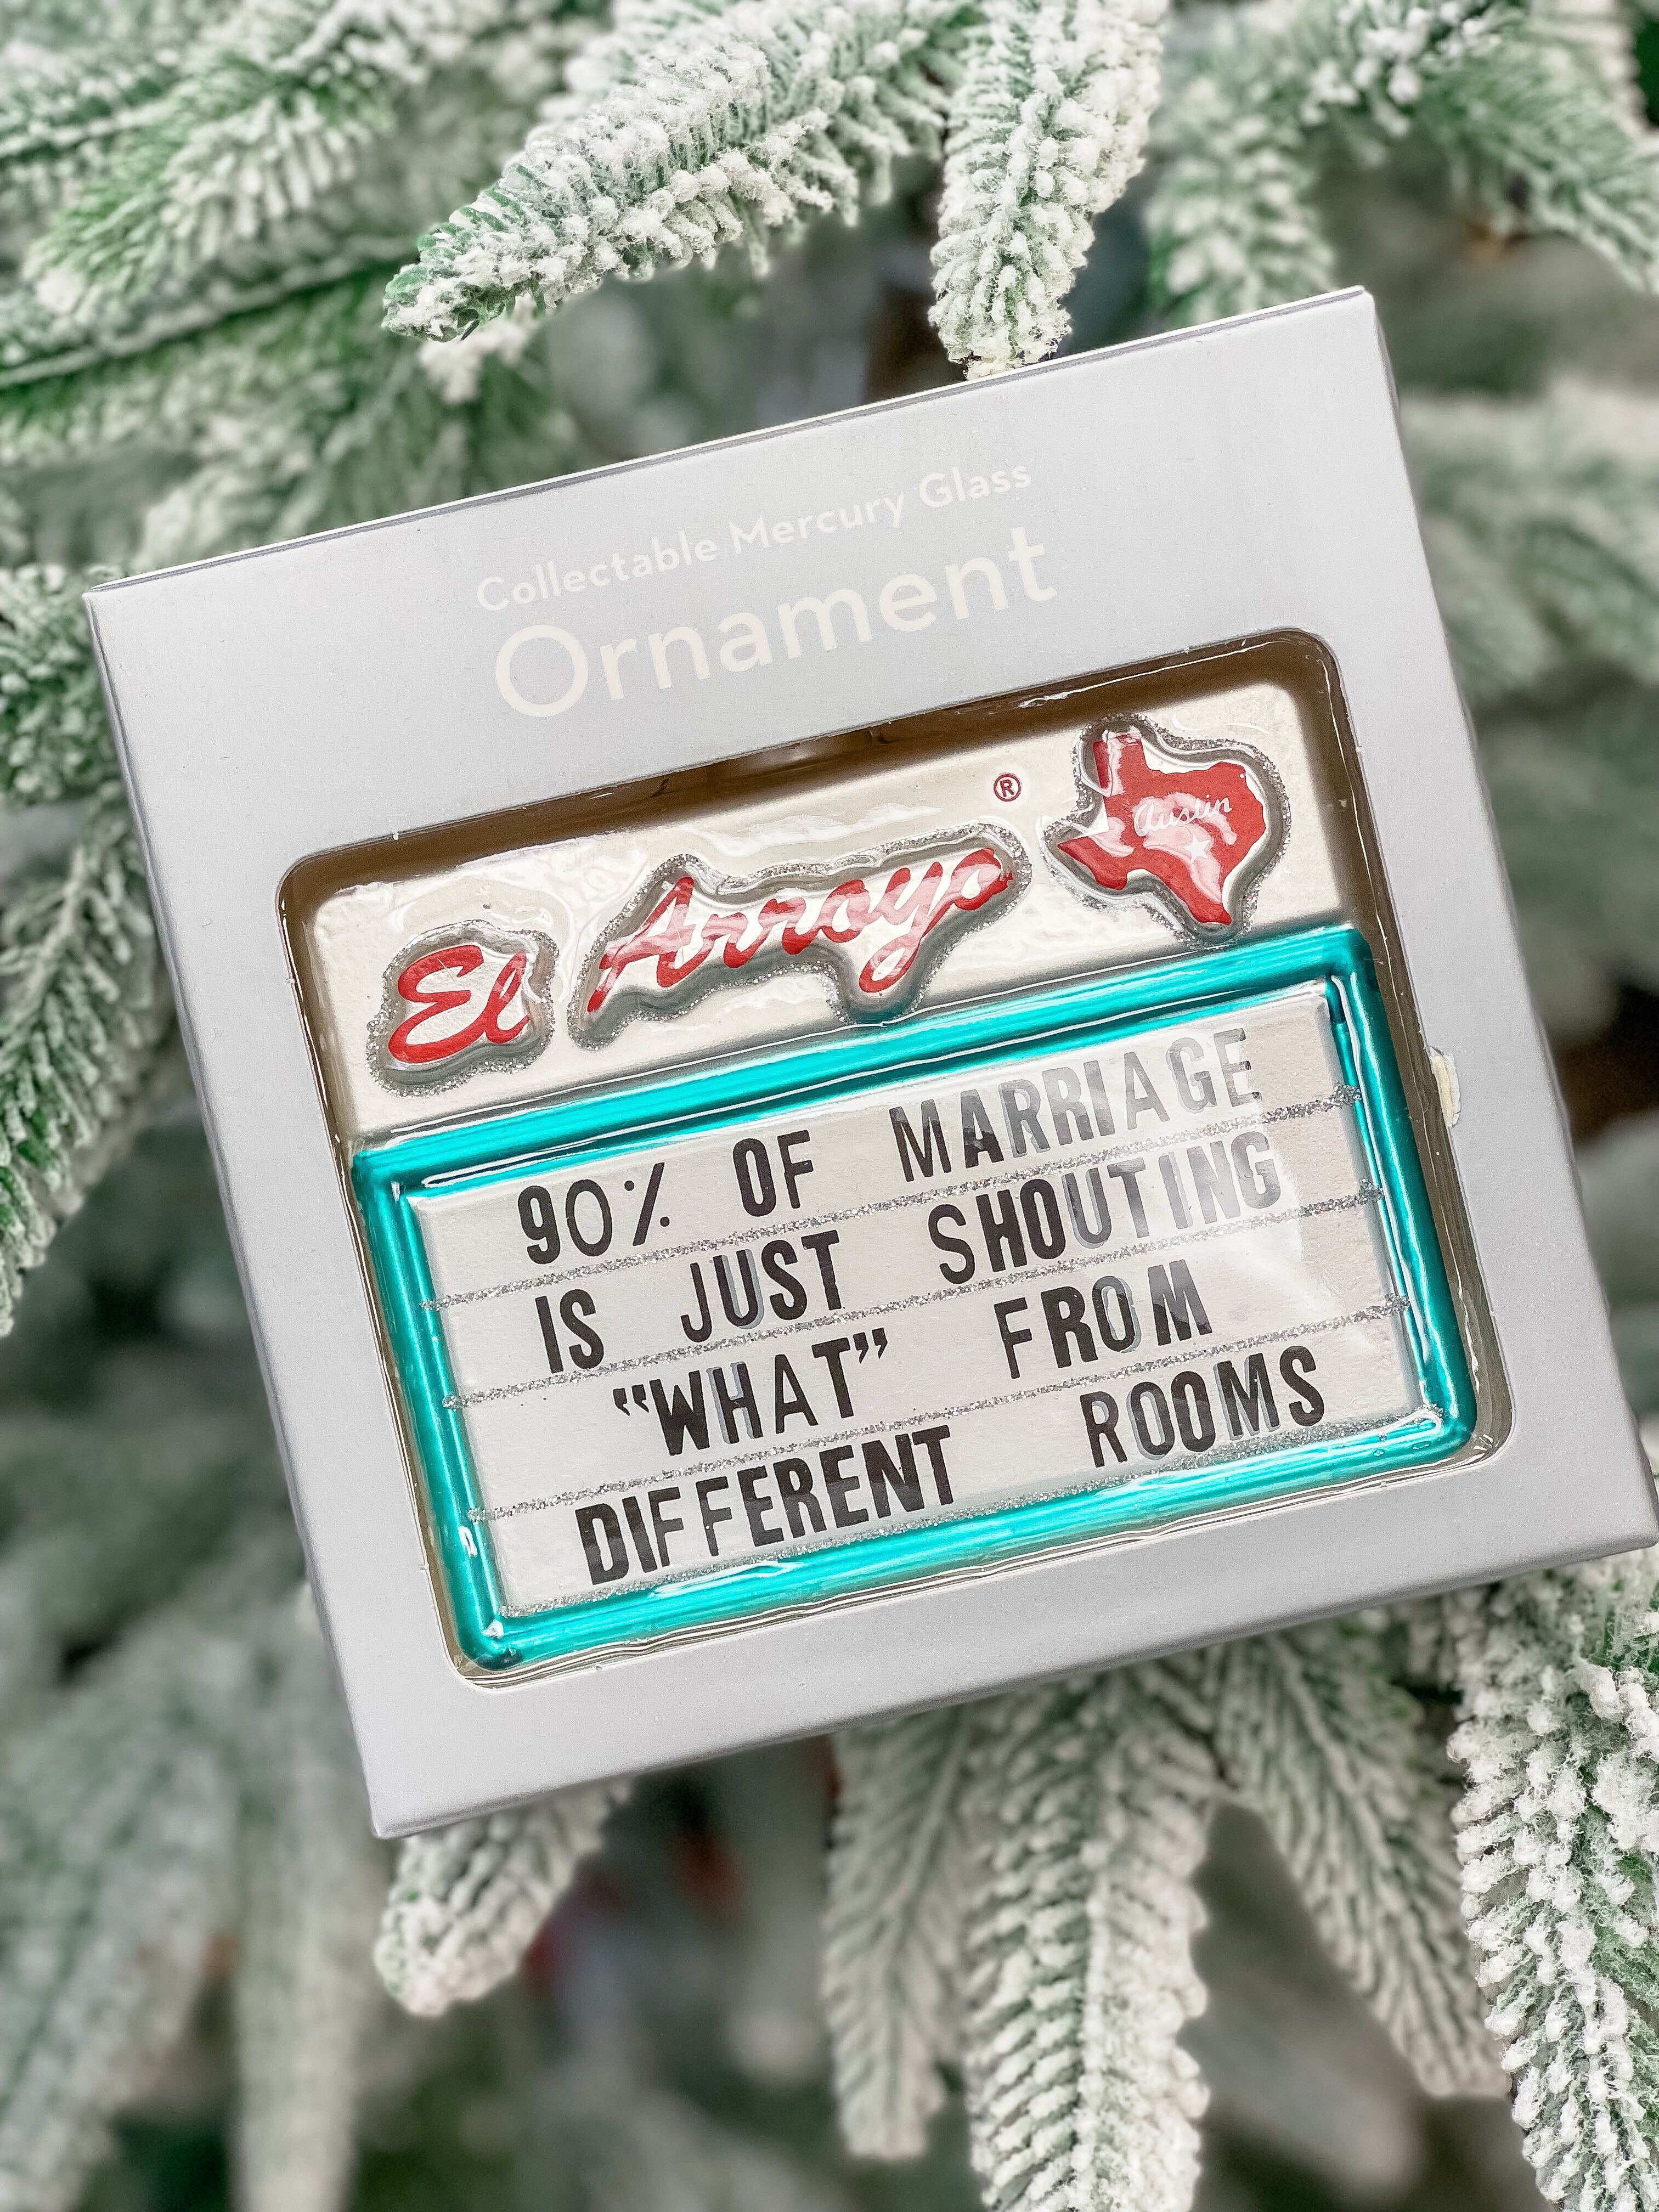 Collectable Mercury Glass
Ornament
El Arroyo ®
Austin
90% OF MARRIAGE
IS JUST SHOUTING
“WHAT” FROM
DIFFERENT ROOMS